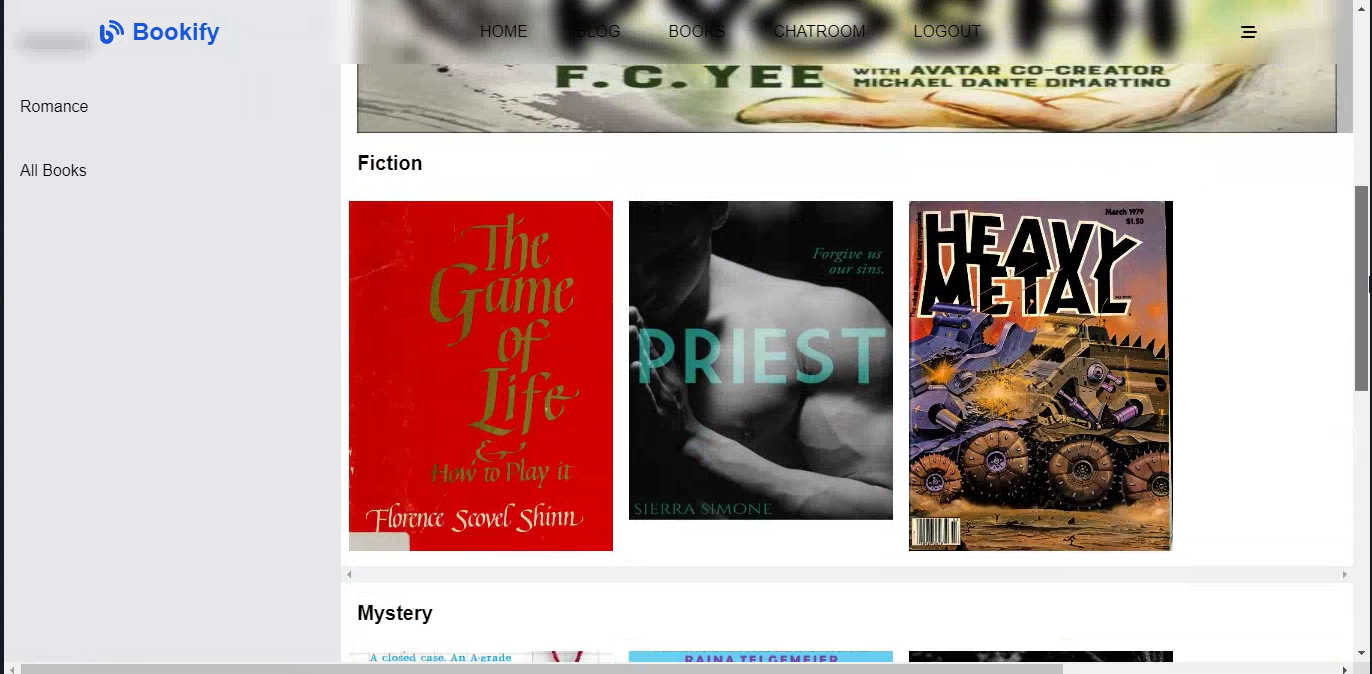 Bookify
HOME
BLOG
BOOKS
CHATROOM
LOGOUT
Romance
All Books
F.C. YEE
WITH AVATAR CO-CREATOR
MICHAEL DANTE DIMARTINO
Fiction
The
Game
of
Life
&
How to Play it
Florence Scovel Shinn
Forgive us
our sins.
PRIEST
SIERRA SIMONE
March 1979
$1.50
HEAVY
METAL
Mystery
A closed case. An A-grade
RAINA TELGEMEIER